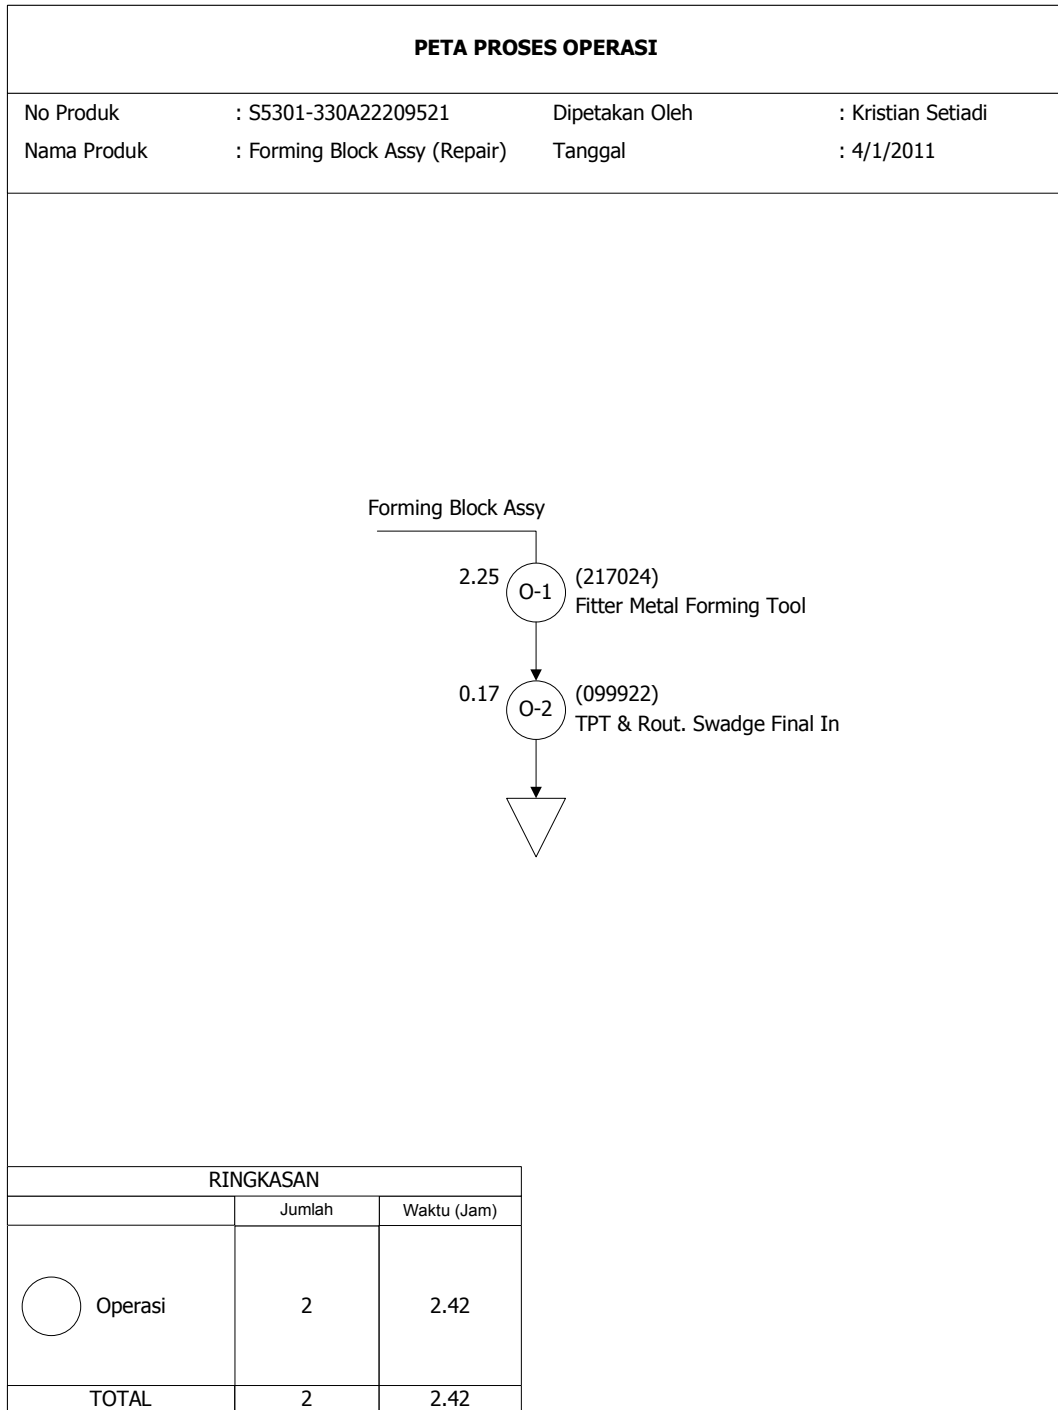 PETA PROSES OPERASI
No Produk : S5301-330A22209521 Dipetakan Oleh : Kristian Setiadi
Nama Produk : Forming Block Assy (Repair) Tanggal : 4/1/2011
Forming Block Assy
2.25 O-1 (217024)
Fitter Metal Forming Tool
0.17 O-2 (099922)
TPT & Rout. Swadge Final In
RINGKASAN
Jumlah Waktu (Jam)
Operasi 2 2.42
TOTAL 2 2.42